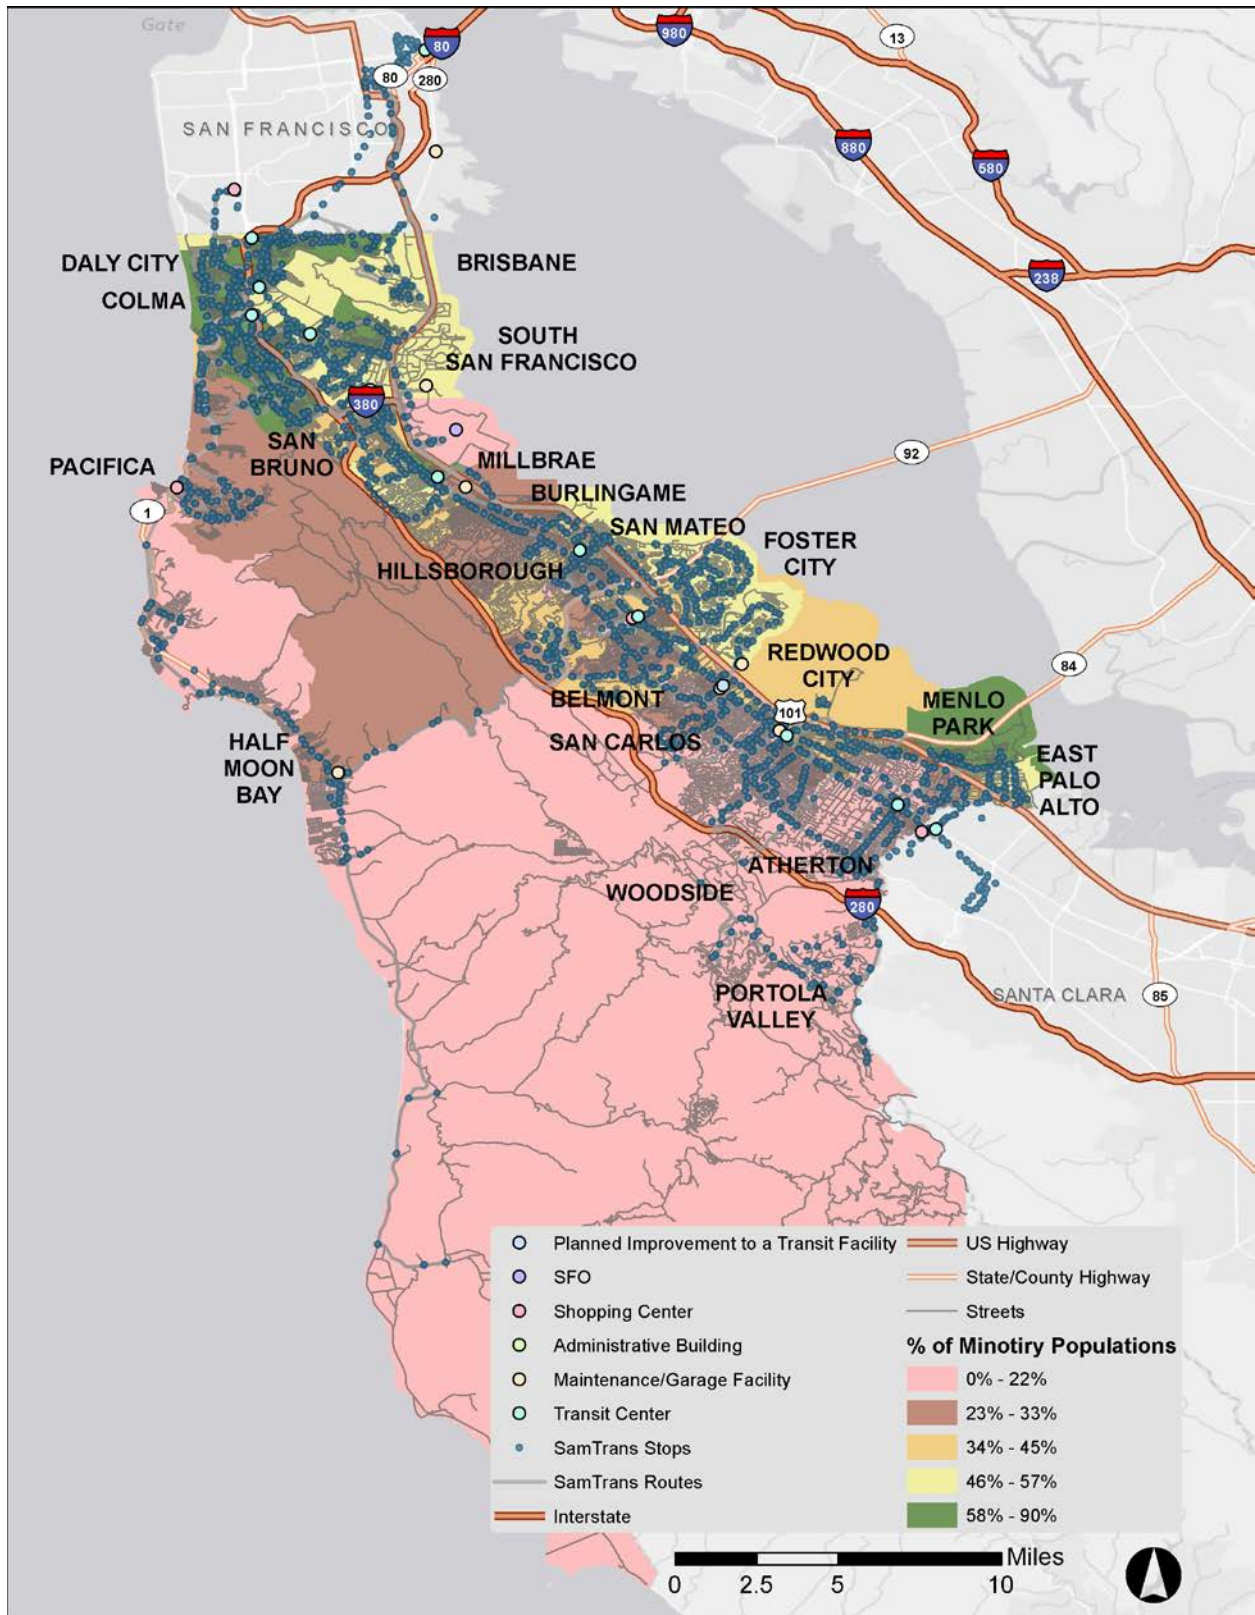 Gate
80
980
13
80
280
SAN FRANCISCO
880
580
238
DALY CITY
BRISBANE
COLMA
SOUTH
SAN FRANCISCO
380
SAN
BRUNO
92
PACIFICA
MILLBRAE
1
BURLINGAME
SAN MATEO
FOSTER
CITY
HILLSBOROUGH
84
REDWOOD
CITY
BELMONT
MENLO
PARK
101
SAN CARLOS
HALF
MOON
BAY
EAST
PALO
ALTO
ATHERTON
WOODSIDE
280
PORTOLA
VALLEY
SANTA CLARA
85
Planned Improvement to a Transit Facility
SFO
Shopping Center
Administrative Building
Maintenance/Garage Facility
Transit Center
SamTrans Stops
SamTrans Routes
Interstate
US Highway
State/County Highway
Streets
% of Minotiry Populations
0% - 22%
23% - 33%
34% - 45%
46% - 57%
58% - 90%
Miles
0 2.5 5 10